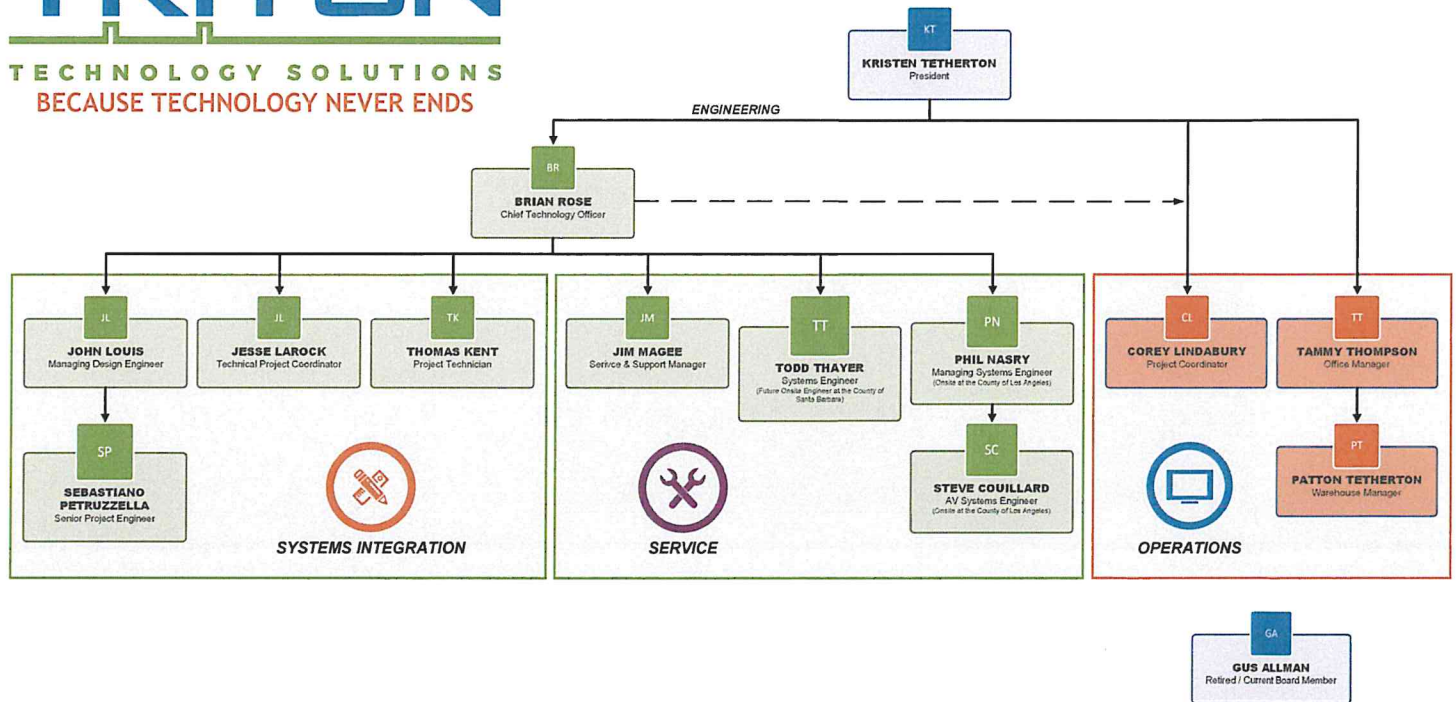 TRITON
TECHNOLOGY SOLUTIONS
BECAUSE TECHNOLOGY NEVER ENDS
KT
KRISTEN TETHERTON
President
ENGINEERING
BR
BRIAN ROSE
Chief Technology Officer
JL
JOHN LOUIS
Managing Design Engineer
JL
JESSE LAROCK
Technical Project Coordinator
TK
THOMAS KENT
Project Technician
SP
SEBASTIANO
PETRUZZELLA
Senior Project Engineer
SYSTEMS INTEGRATION
JM
JIM MAGEE
Serivce & Support Manager
TT
TODD THAYER
Systems Engineer
(Future Onsite Engineer at the County of
Santa Barbara)
PN
PHIL NASRY
Managing Systems Engineer
(Onsite at the County of Los Angeles)
SC
STEVE COUILLARD
AV Systems Engineer
(Onsite at the County of Los Angeles)
SERVICE
CL
COREY LINDABURY
Project Coordinator
TT
TAMMY THOMPSON
Office Manager
PT
PATTON TETHERTON
Warehouse Manager
OPERATIONS
GA
GUS ALLMAN
Retired / Current Board Member